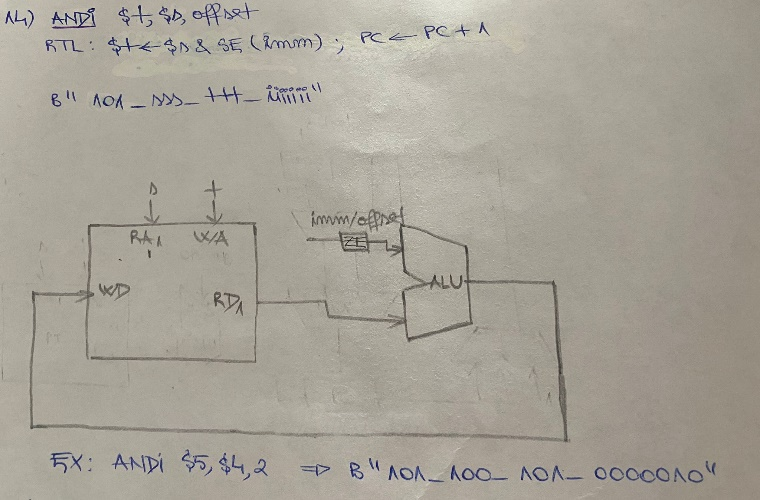 14) ANDi $t, $s, offset
RTL: $t ← $s & SE (imm) ; PC ← PC + 1
B" 101_sss_ttt_iiiiiii"
s t
imm/offset
RA1 WA
ZE
WD
RD1
ALU
EX: ANDi $5, $4, 2 => B" 101_100_101_0000010"